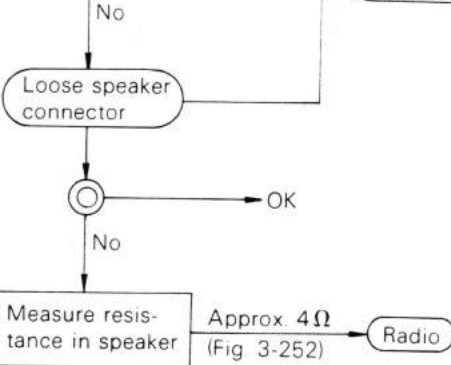 No
Loose speaker
connector
OK
No
Measure resis-
tance in speaker
Approx. 4Ω
(Fig. 3-252)
Radio